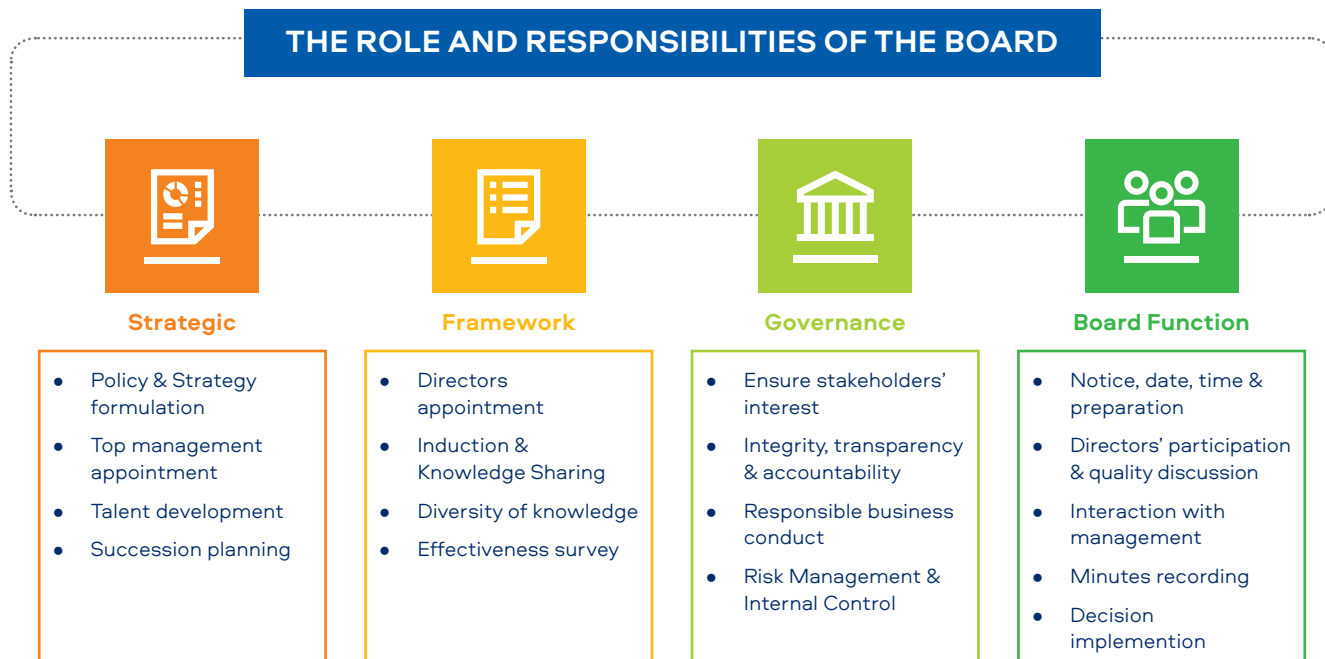 THE ROLE AND RESPONSIBILITIES OF THE BOARD
Strategic
● Policy & Strategy
formulation
● Top management
appointment
● Talent development
● Succession planning
Framework
● Directors
appointment
● Induction &
Knowledge Sharing
● Diversity of knowledge
● Effectiveness survey
Governance
● Ensure stakeholders’
interest
● Integrity, transparency
& accountability
● Responsible business
conduct
● Risk Management &
Internal Control
Board Function
● Notice, date, time &
preparation
● Directors’ participation
& quality discussion
● Interaction with
management
● Minutes recording
● Decision
implemention